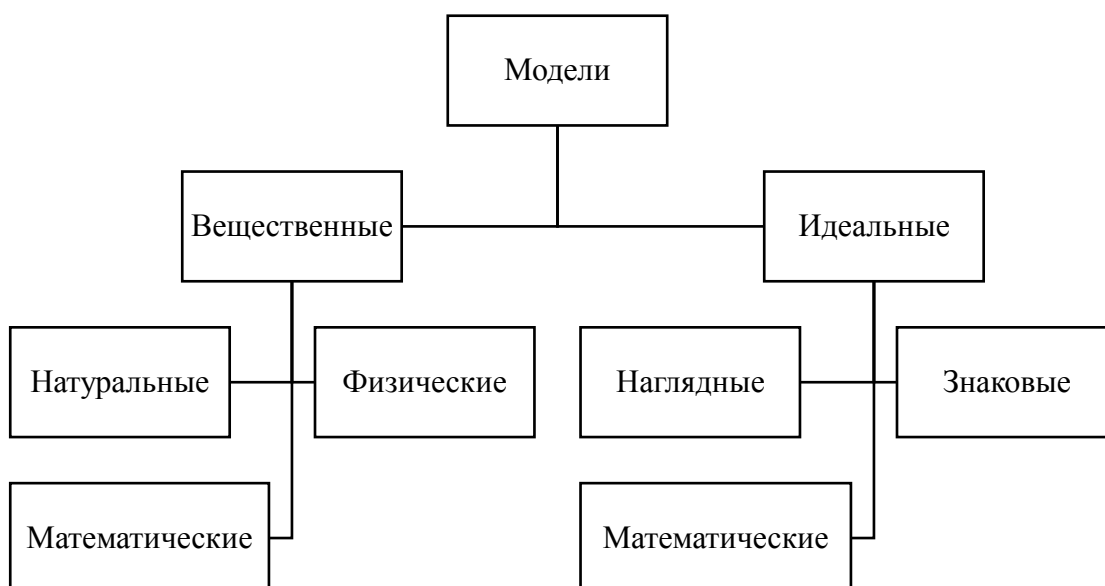 Модели
Вещественные
Идеальные
Натуральные
Физические
Наглядные
Знаковые
Математические
Математические